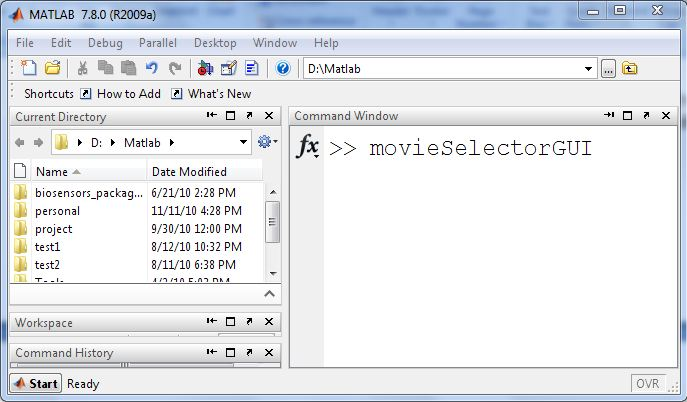 MATLAB 7.8.0 (R2009a)
File Edit Debug Parallel Desktop Window Help
D:\Matlab
...
Shortcuts How to Add What's New
Current Directory
D: Matlab
Name Date Modified
biosensors_packag... 6/21/10 2:28 PM
personal 11/11/10 4:28 PM
project 9/30/10 12:00 PM
test1 8/12/10 10:32 PM
test2 8/11/10 6:38 PM
Workspace
Command History
Command Window
fx >> movieSelectorGUI
Start Ready
OVR